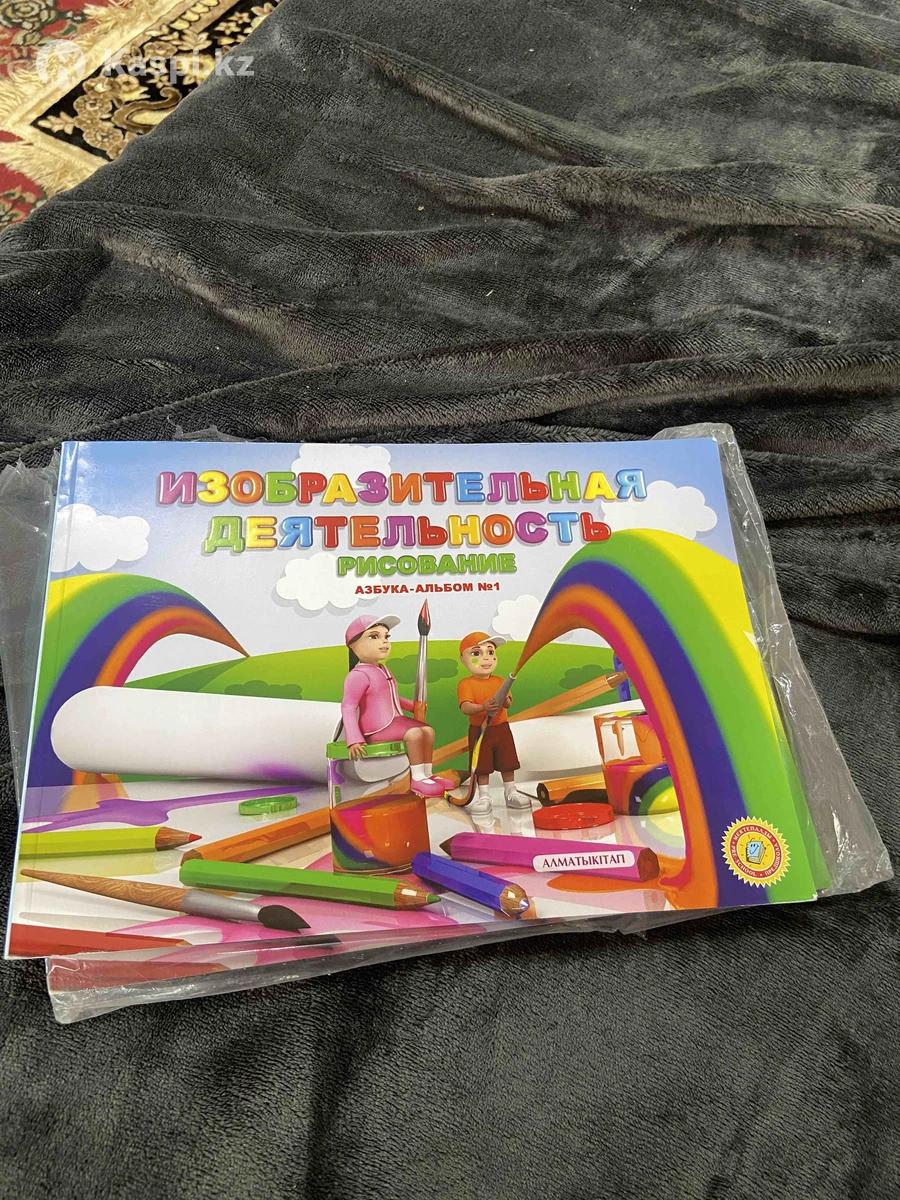 Kaspi.kz
ИЗОБРАЗИТЕЛЬНАЯ
ДЕЯТЕЛЬНОСТЬ
РИСОВАНИЕ
АЗБУКА-АЛЬБОМ №1
АЛМАТЫКІТАП